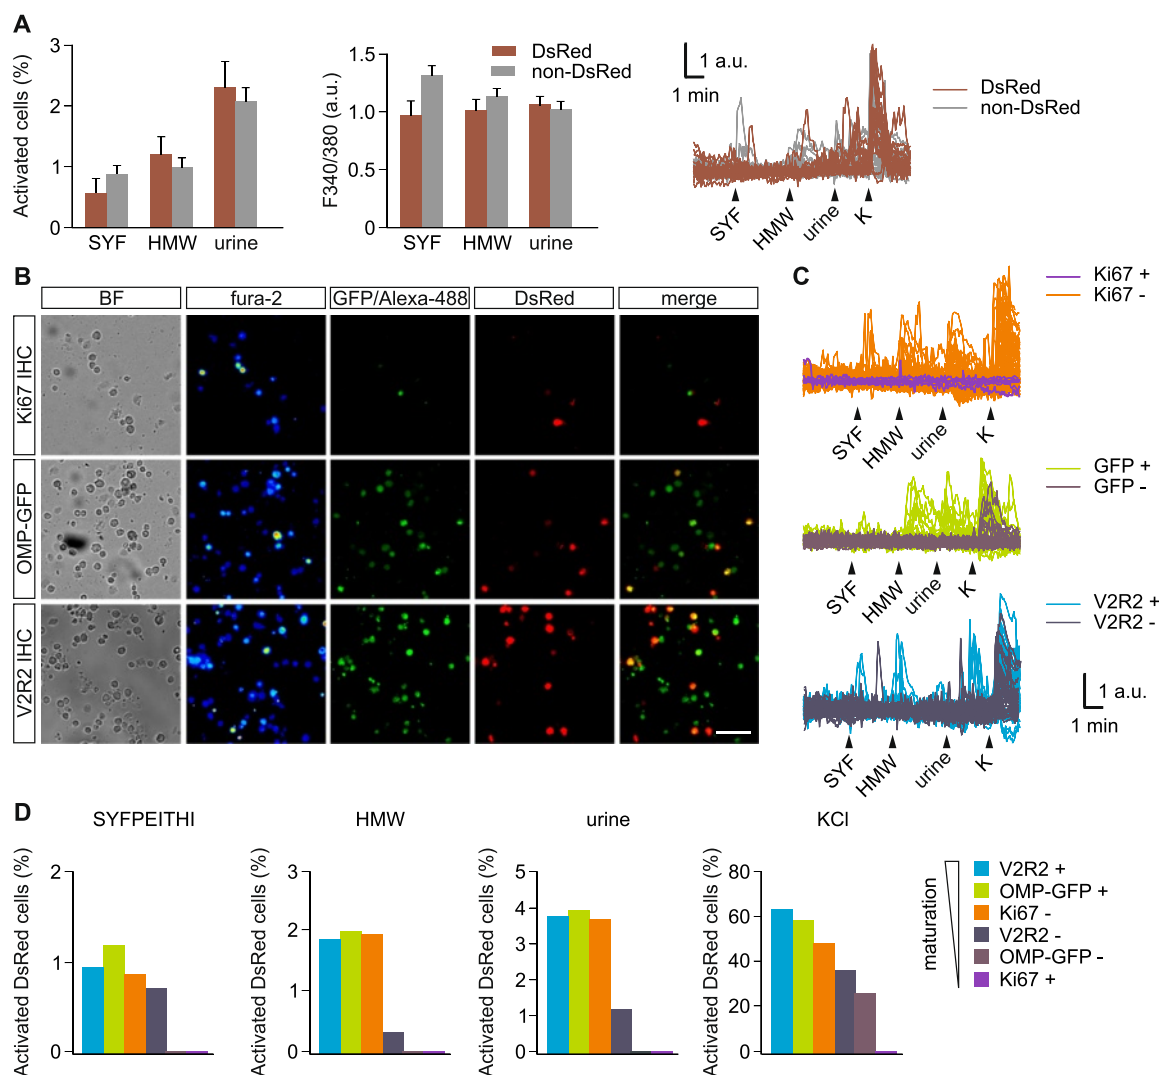 A
Activated cells (%)
3
2
1
0
SYF HMW urine
F340/380 (a.u.)
1.5
1.0
0.5
0
SYF HMW urine
DsRed
non-DsRed
1 a.u.
1 min
DsRed
non-DsRed
SYF HMW urine K
B
BF fura-2 GFP/Alexa-488 DsRed merge
Ki67 IHC
OMP-GFP
V2R2 IHC
C
Ki67 +
Ki67 -
SYF HMW urine K
GFP +
GFP -
SYF HMW urine K
V2R2 +
V2R2 -
1 a.u.
1 min
SYF HMW urine K
D
SYFPEITHI
Activated DsRed cells (%)
2
1
0
HMW
Activated DsRed cells (%)
3
2
1
0
urine
Activated DsRed cells (%)
5
4
3
2
1
0
KCl
Activated DsRed cells (%)
80
60
40
20
0
maturation
V2R2 +
OMP-GFP +
Ki67 -
V2R2 -
OMP-GFP -
Ki67 +